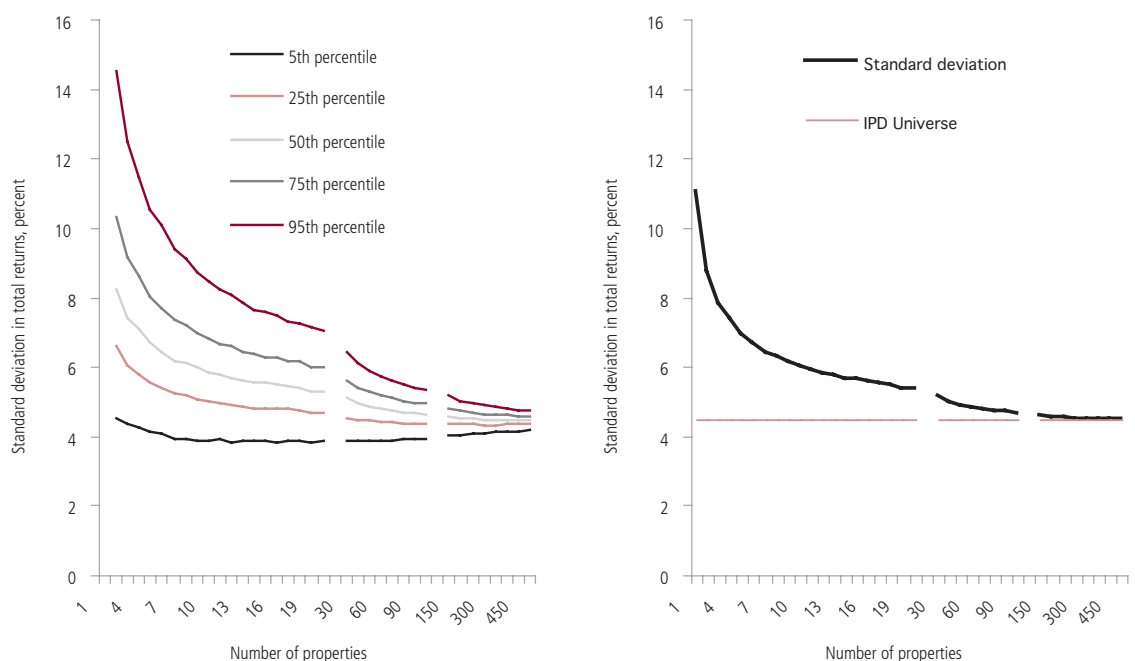 16
14
12
10
8
6
4
2
0
Standard deviation in total returns, percent
5th percentile
25th percentile
50th percentile
75th percentile
95th percentile
1 4 7 10 13 16 19 30 60 90 150 300 450
Number of properties
16
14
12
10
8
6
4
2
0
Standard deviation in total returns, percent
Standard deviation
IPD Universe
1 4 7 10 13 16 19 30 60 90 150 300 450
Number of properties